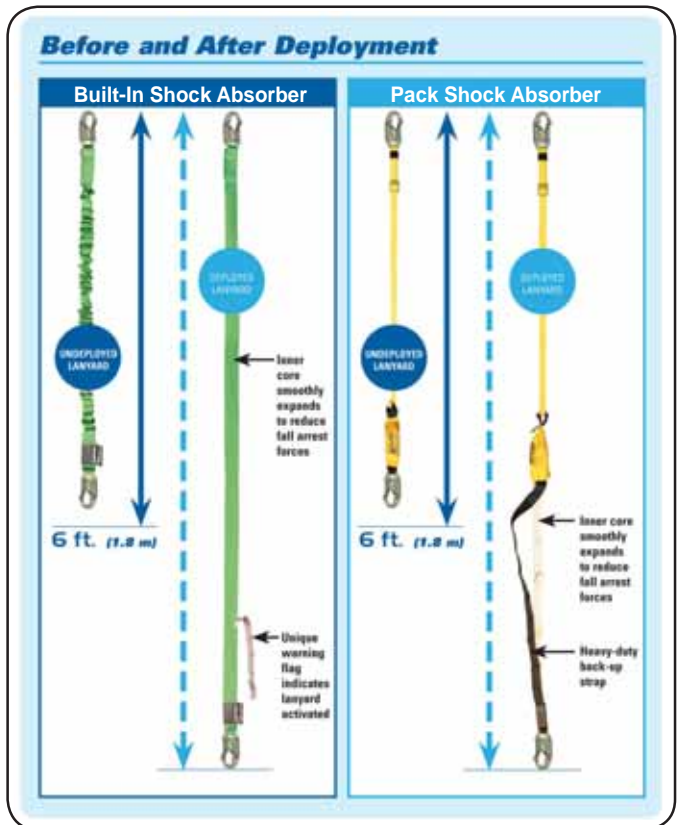 Before and After Deployment
Built-In Shock Absorber
UNDEPLOYED
LANYARD
DEPLOYED
LANYARD
Inner
core
smoothly
expands
to reduce
fall arrest
forces
6 ft. (1.8 m)
Unique
warning
flag
indicates
lanyard
activated
Pack Shock Absorber
UNDEPLOYED
LANYARD
DEPLOYED
LANYARD
6 ft. (1.8 m)
Inner core
smoothly
expands
to reduce
fall arrest
forces
Heavy-duty
back-up
strap